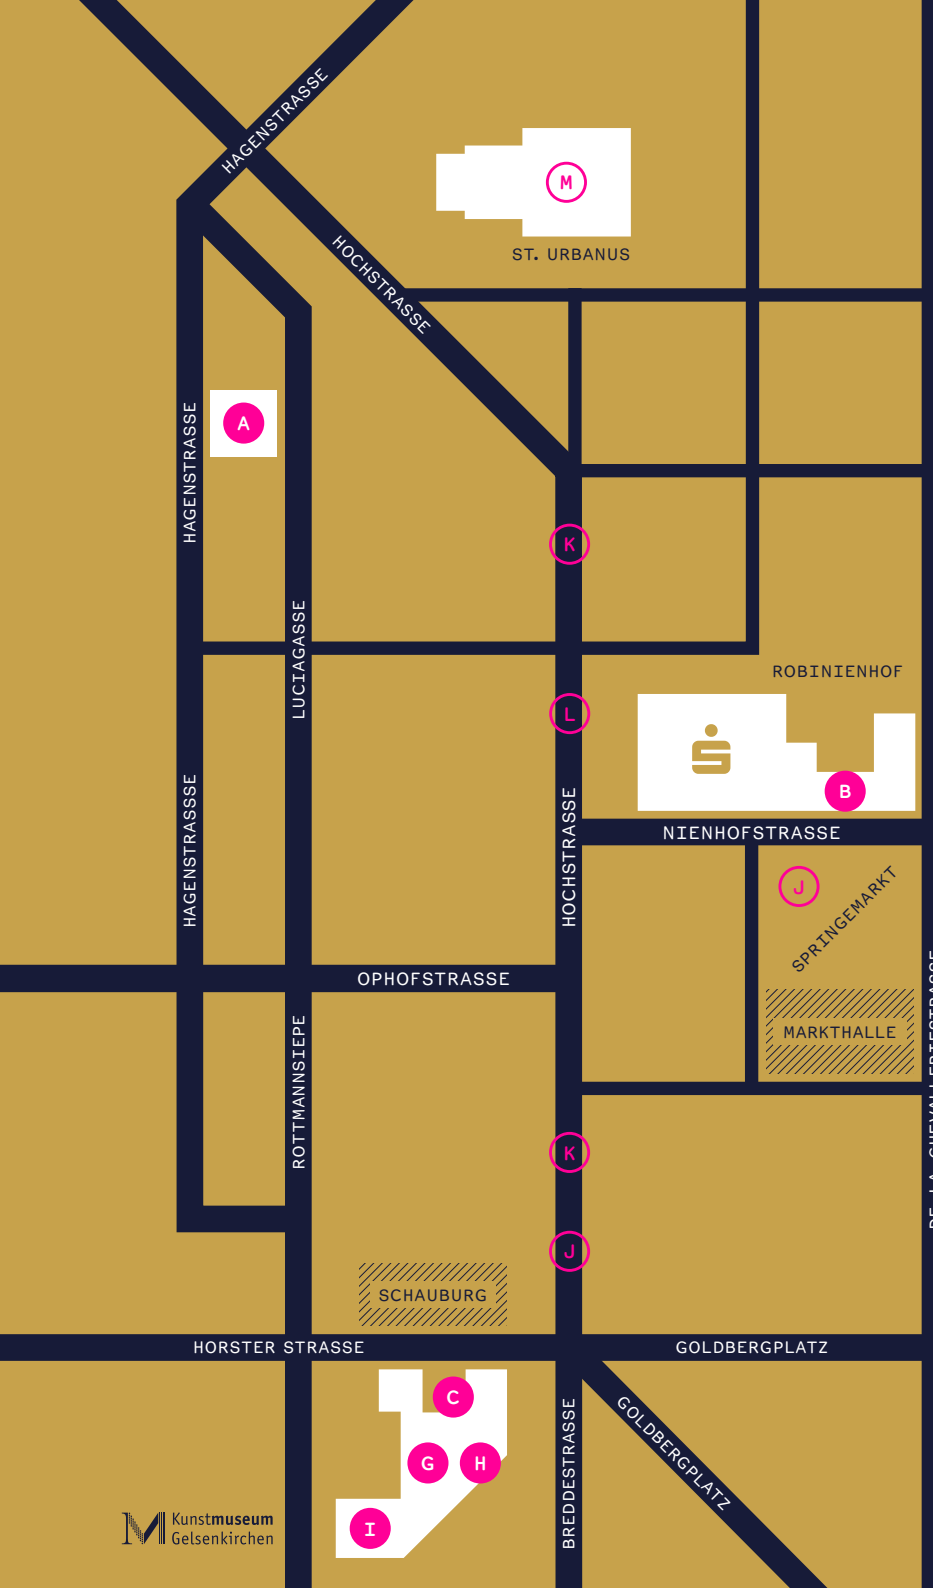 HAGENSTRASSE
M
ST. URBANUS
HOCHSTRASSE
A
HAGENSTRASSE
K
LUCIAGASSE
ROBINIENHOF
L
B
HAGENSTRASSSE
HOCHSTRASSE
NIENHOFSTRASSE
J
SPRINGEMARKT
OPHOFSTRASSE
MARKTHALLE
ROTTMANNSIEPE
K
J
SCHAUBURG
HORSTER STRASSE
GOLDBERGPLATZ
C
G
H
I
BREDDESTRASSE
GOLDBERGPLATZ
Kunstmuseum
Gelsenkirchen